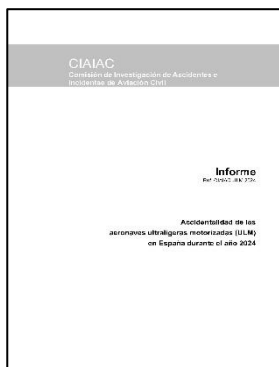 CIAIAC
Comisión de Investigación de Accidentes e
Incidentes de Aviación Civil
Informe
Accidentalidad de las
aeronaves ultraligeras motorizadas (ULM)
en España durante el año 2024